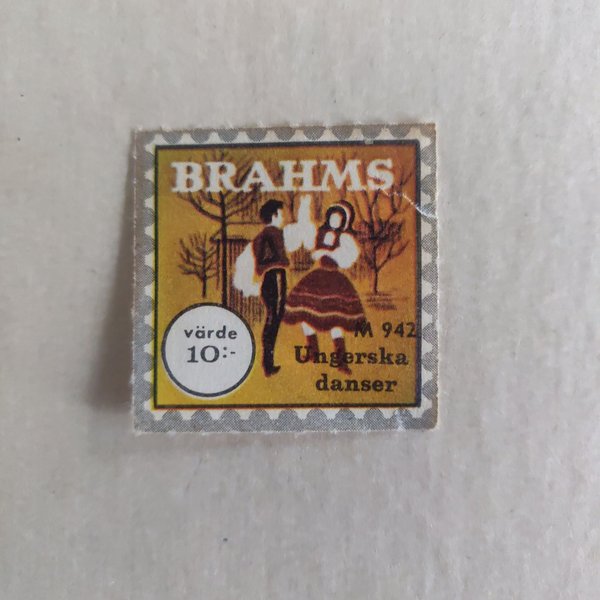 BRAHMS
värde
10:-
M 942
Ungerska
danser